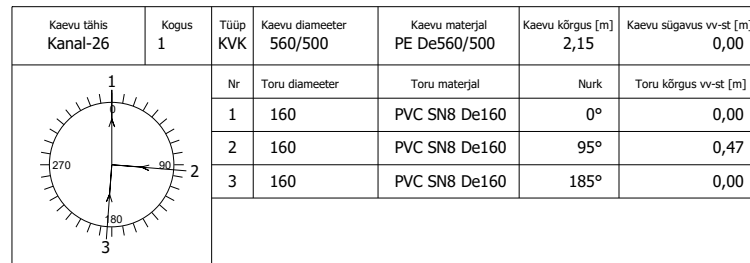 Kaevu tähis Kogus Tüüp Kaevu diameeter Kaevu materjal Kaevu kõrgus [m] Kaevu sügavus vv-st [m]
Kanal-26 1 KVK 560/500 PE De560/500 2,15 0,00
Nr Toru diameeter Toru materjal Nurk Toru kõrgus vv-st [m]
1 160 PVC SN8 De160 0° 0,00
2 160 PVC SN8 De160 95° 0,47
3 160 PVC SN8 De160 185° 0,00
1
0
270 90 2
180
3